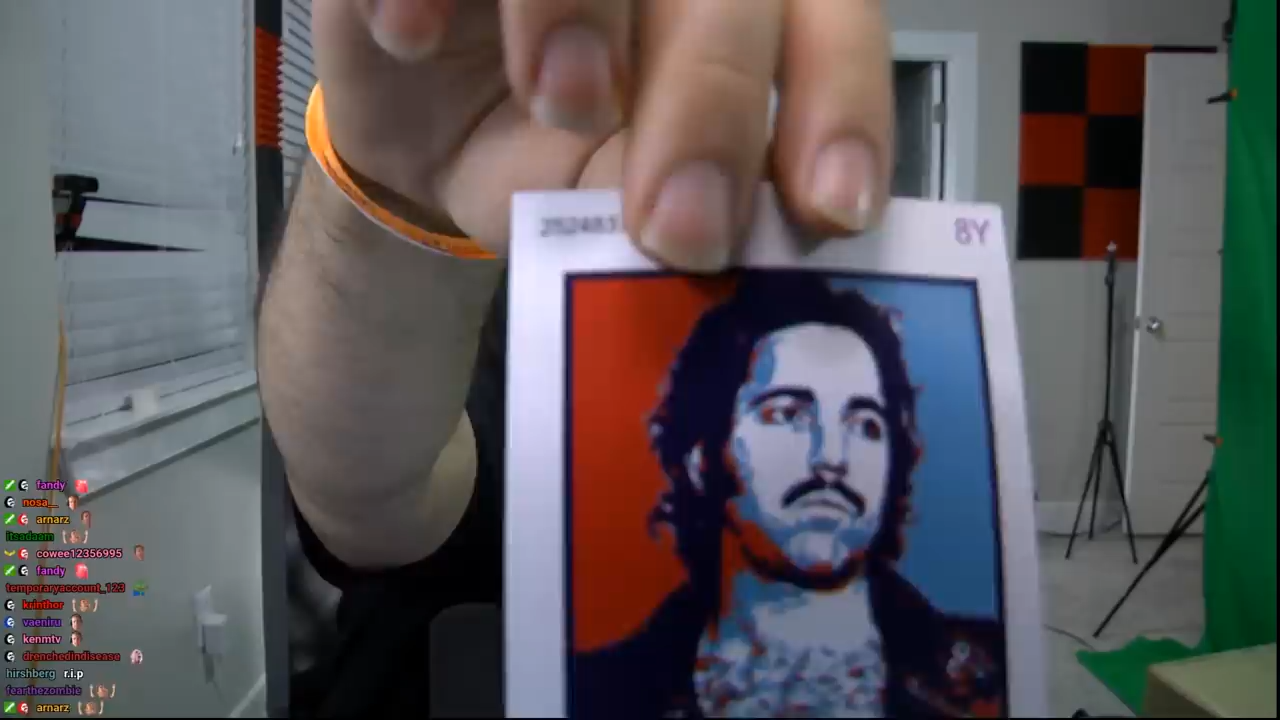 252483
8Y
fandy
nosa__
arnarz
itsadaam
cowee12356995
fandy
temporaryaccount_123
krinthor
vaeniru
kenmtv
drenchedindisease
hirshberg r.i.p
fearthezombie
arnarz